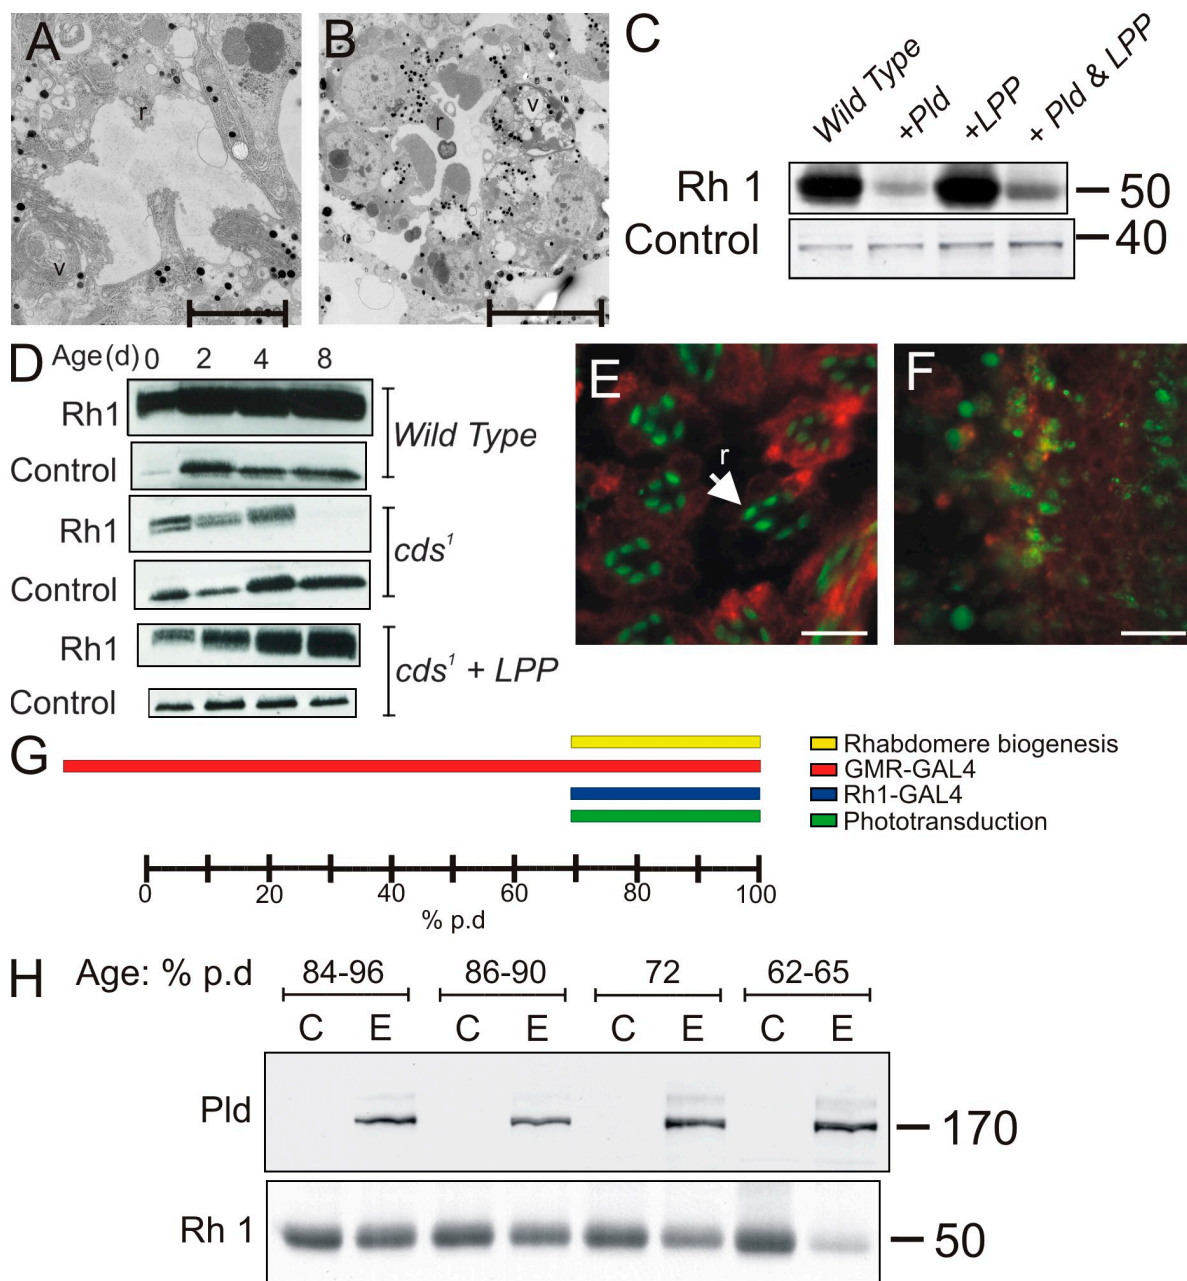 A
r
v
B
r
v
C
Wild Type
+Pld
+LPP
+ Pld & LPP
Rh 1
50
Control
40
D
Age (d) 0 2 4 8
Rh1
Control
Wild Type
Rh1
Control
cds¹
Rh1
Control
cds¹ + LPP
E
r
F
G
Rhabdomere biogenesis
GMR-GAL4
Rh1-GAL4
Phototransduction
0 20 40 60 80 100
% p.d
H
Age: % p.d 84-96 86-90 72 62-65
C E C E C E C E
Pld
170
Rh 1
50